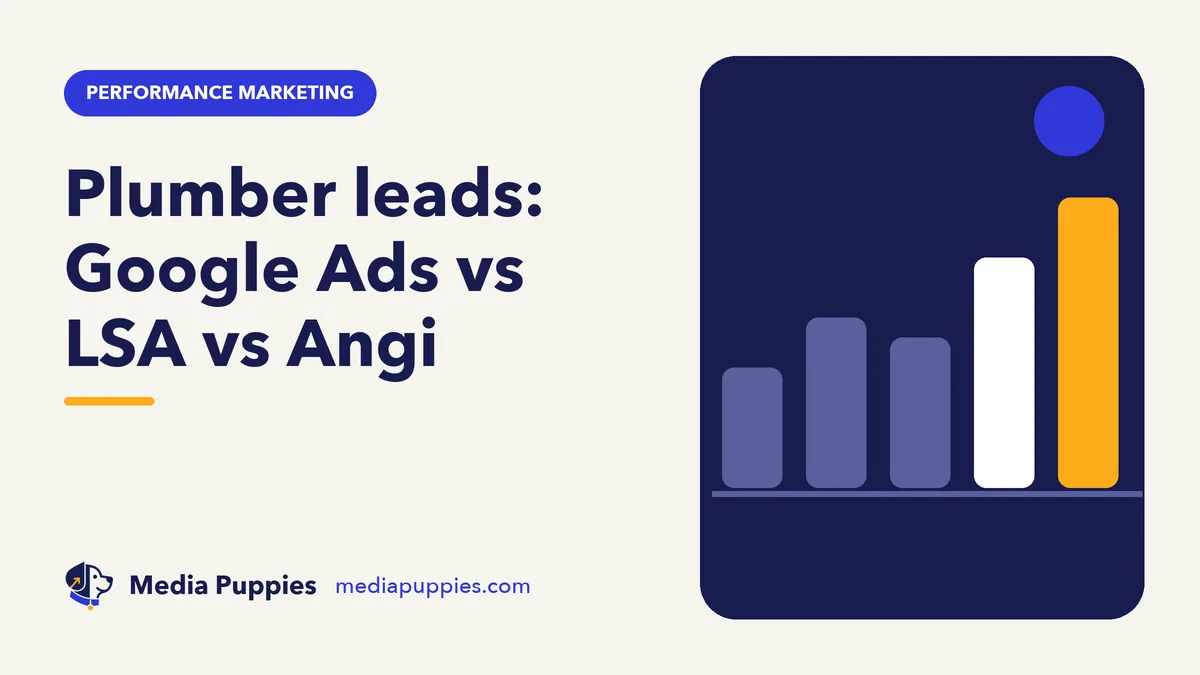 PERFORMANCE MARKETING
Plumber leads:
Google Ads vs
LSA vs Angi
Media Puppies mediapuppies.com